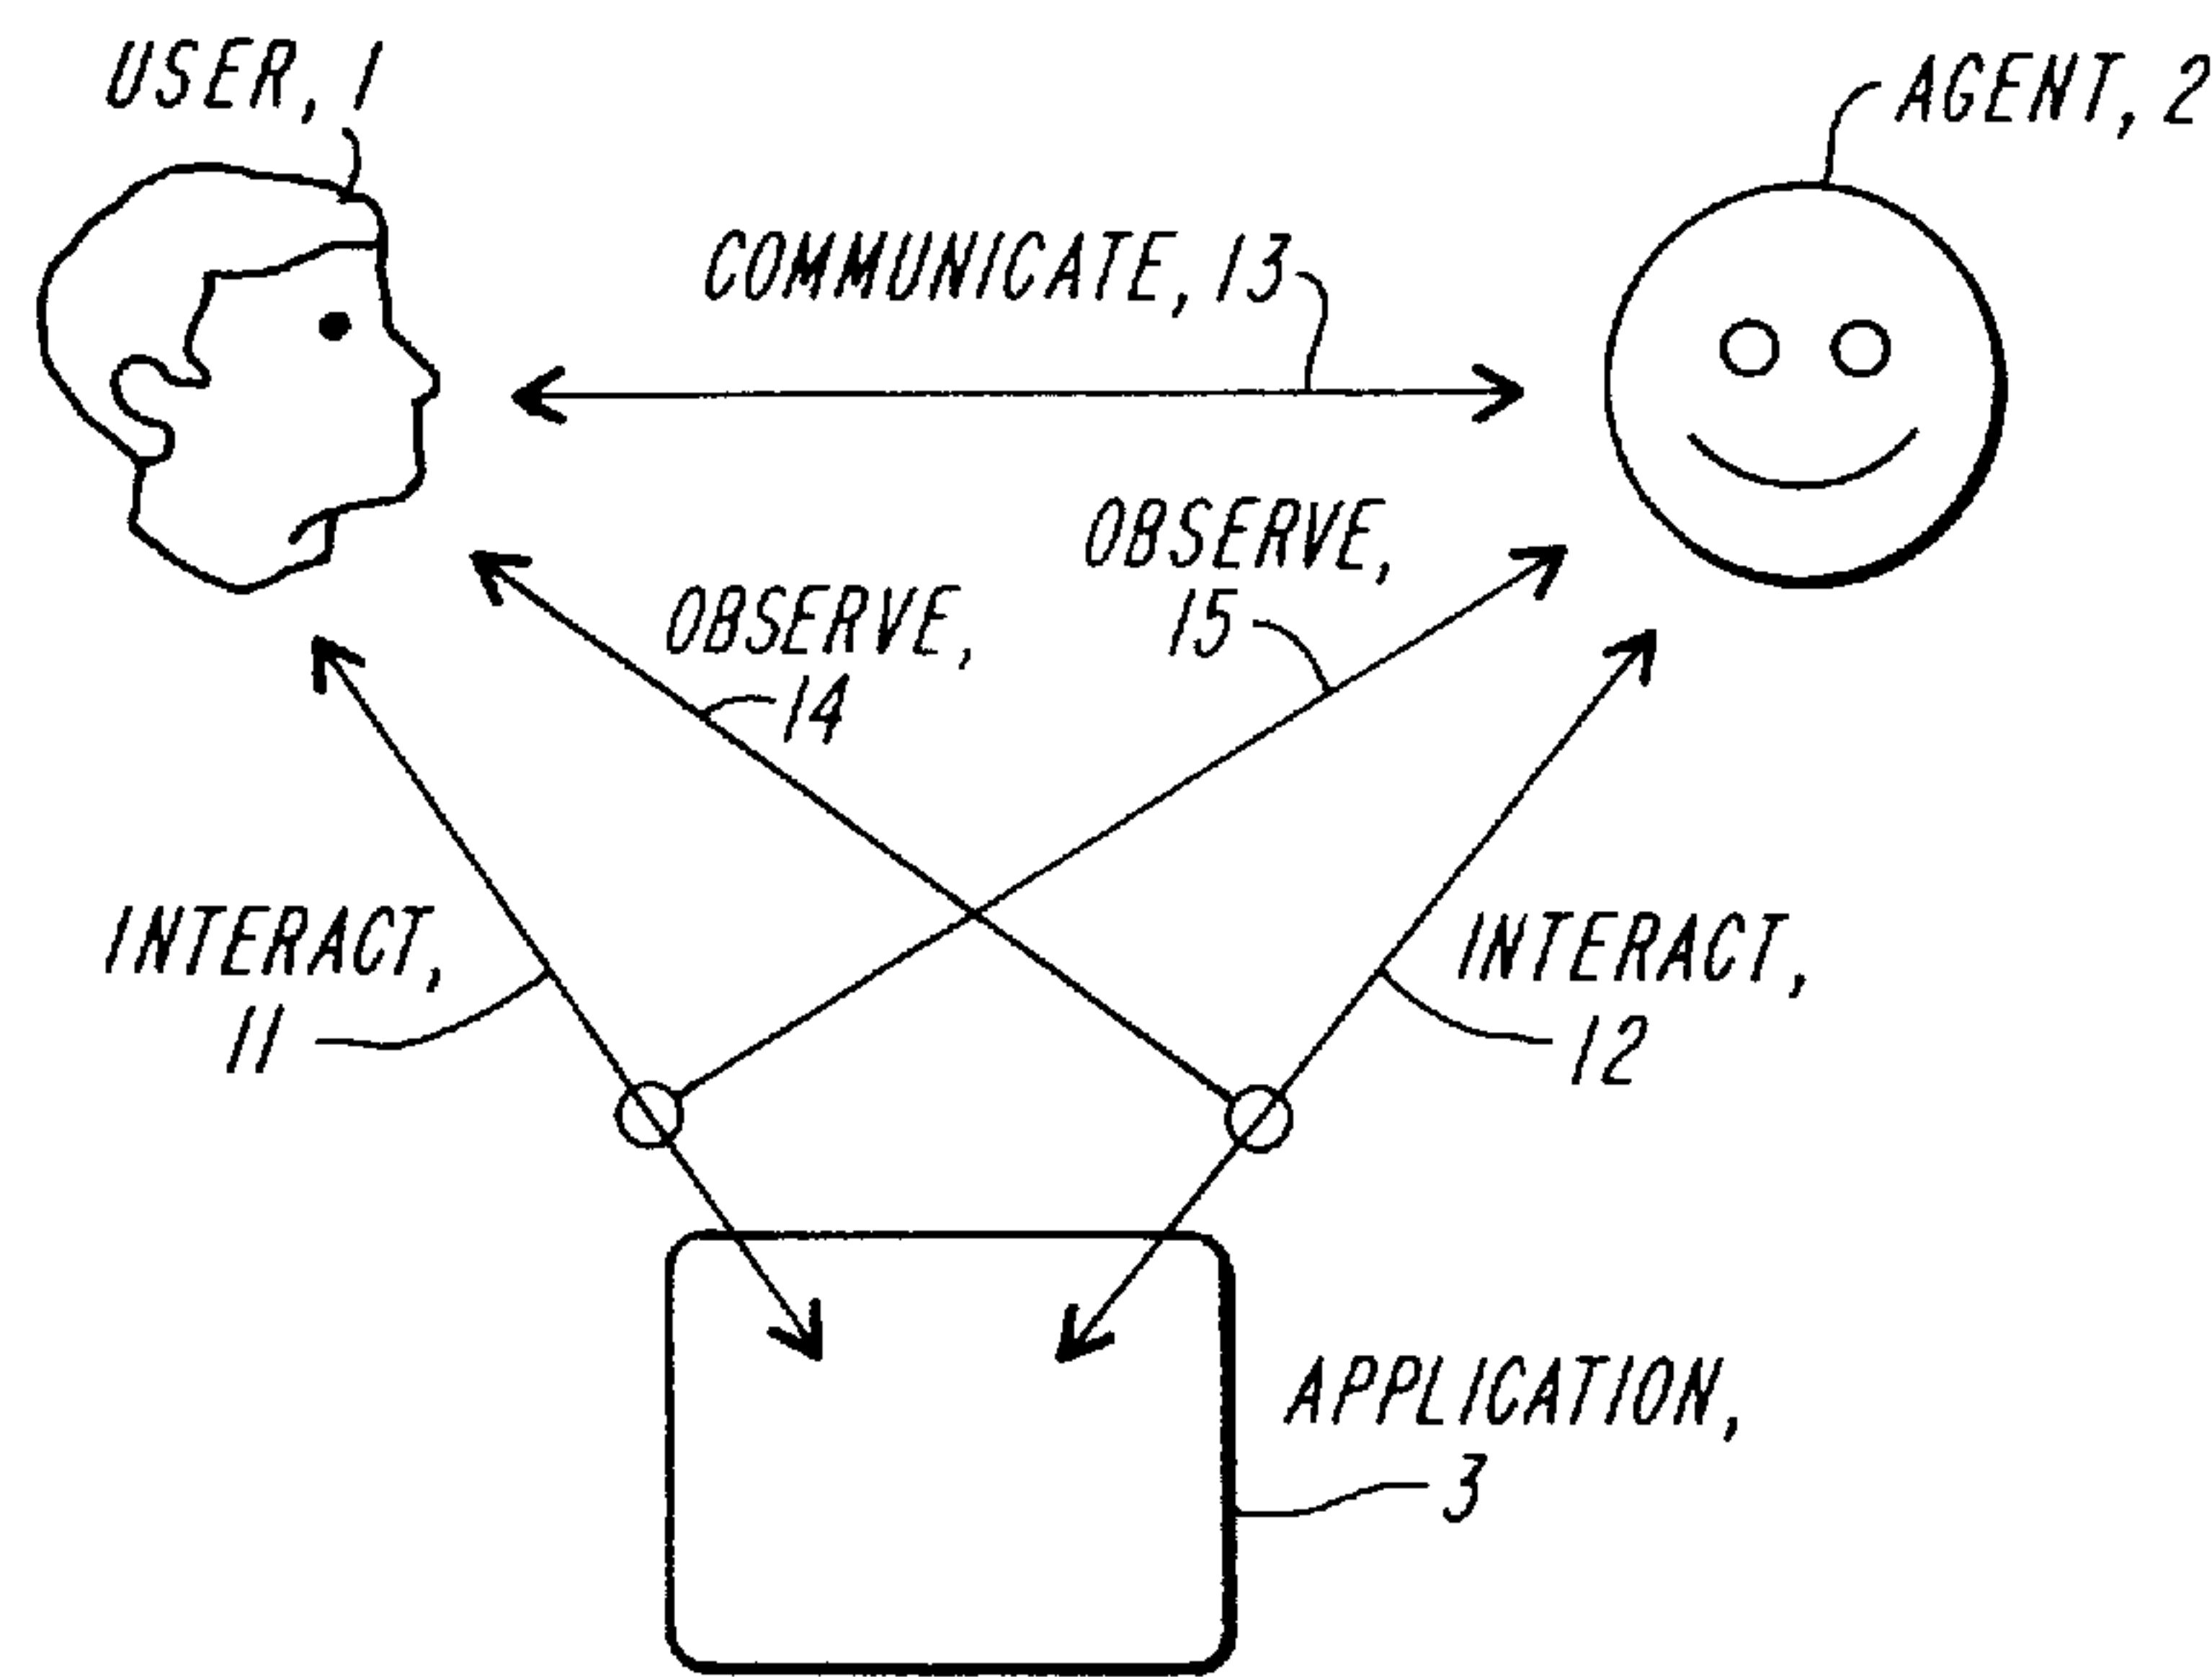 USER, 1
AGENT, 2
COMMUNICATE, 13
OBSERVE,
15
OBSERVE,
14
INTERACT,
11
INTERACT,
12
APPLICATION,
3